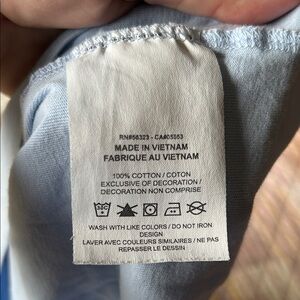 RN#56323 - CA#05553
MADE IN VIETNAM
FABRIQUE AU VIETNAM
100% COTTON / COTON
EXCLUSIVE OF DECORATION /
DECORATION NON COMPRISE
WASH WITH LIKE COLORS / DO NOT IRON
DESIGN
LAVER AVEC COULEURS SIMILAIRES / NE PAS
REPASSER LE DESSIN